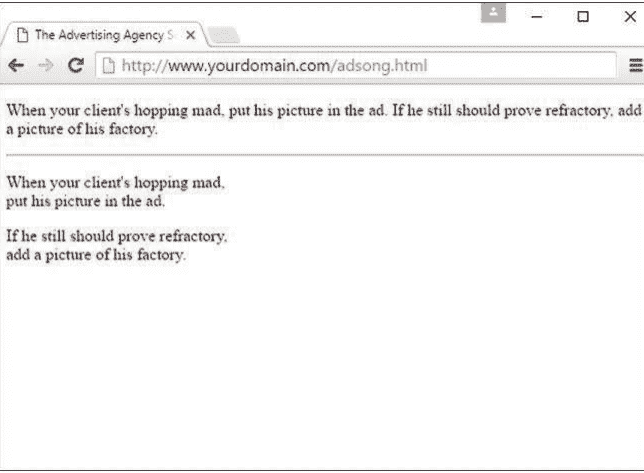 The Advertising Agency S
http://www.yourdomain.com/adsong.html
When your client's hopping mad, put his picture in the ad. If he still should prove refractory, add
a picture of his factory.
When your client's hopping mad,
put his picture in the ad.
If he still should prove refractory,
add a picture of his factory.